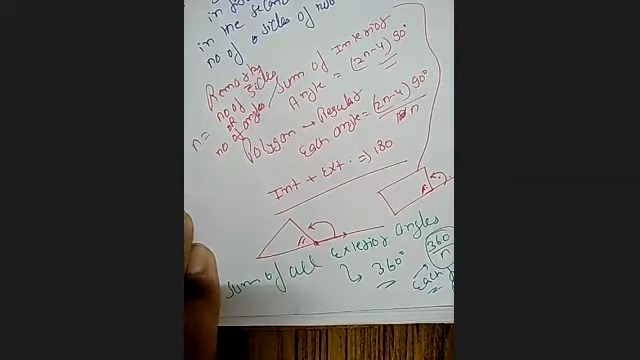 in the second
no of sides of
Remark
n = no of sides
or
no of angles
Sum of Interior
Angle = (2n-4) 90°
Polygon → Regular
Each angle = (2n-4) 90°
n
Int + Ext. ⇒ 180
Sum of all Exterior angles
↳ 360°
360
n
Each